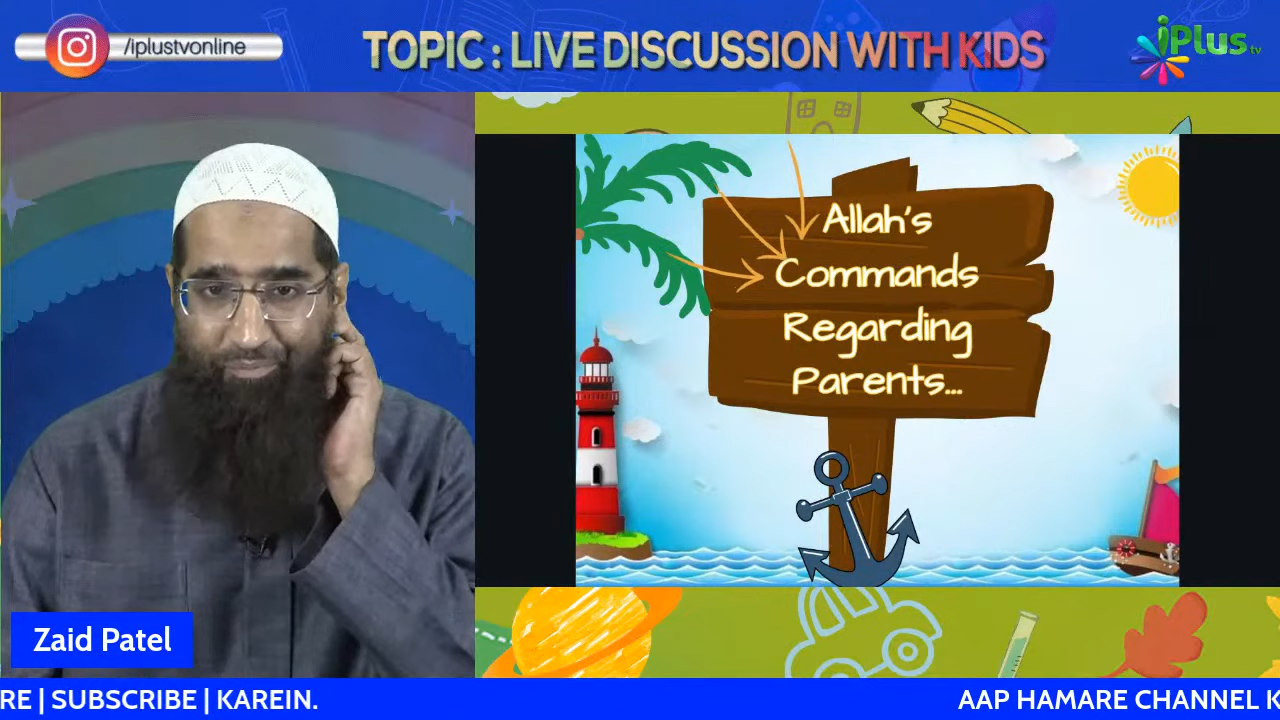 /iplustvonline
TOPIC : LIVE DISCUSSION WITH KIDS
iPlus tv
Allah's
Commands
Regarding
Parents...
Zaid Patel
RE | SUBSCRIBE | KAREIN.
AAP HAMARE CHANNEL K